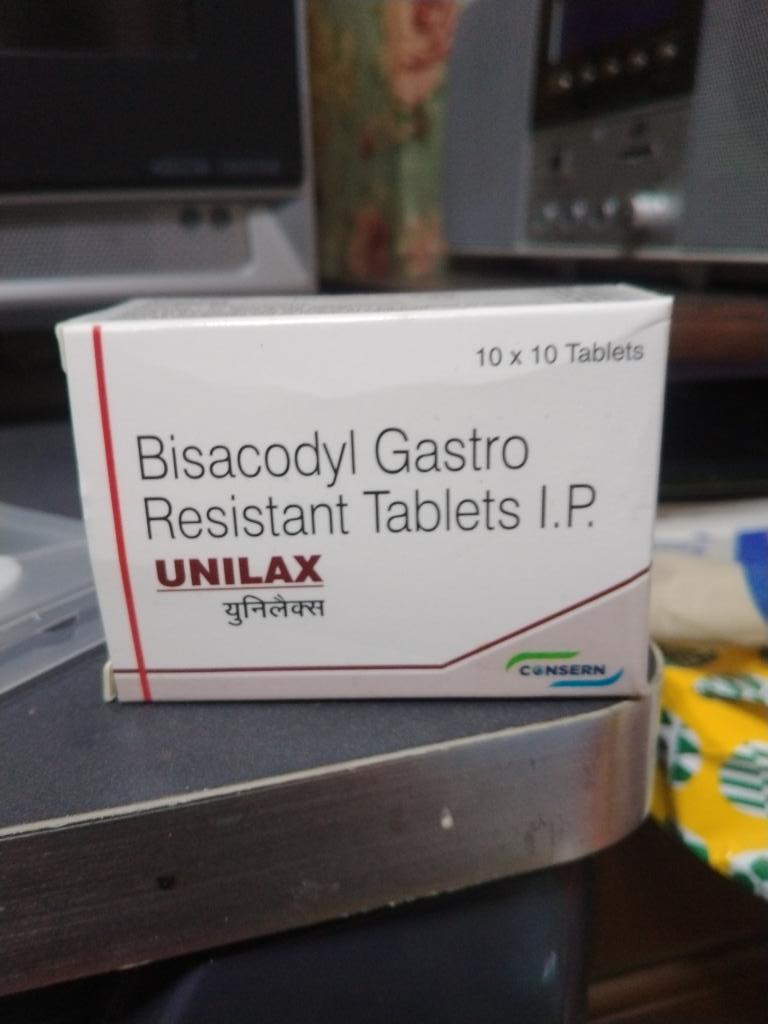 10 x 10 Tablets
Bisacodyl Gastro
Resistant Tablets I.P.
UNILAX
युनिलैक्स
CONSERN